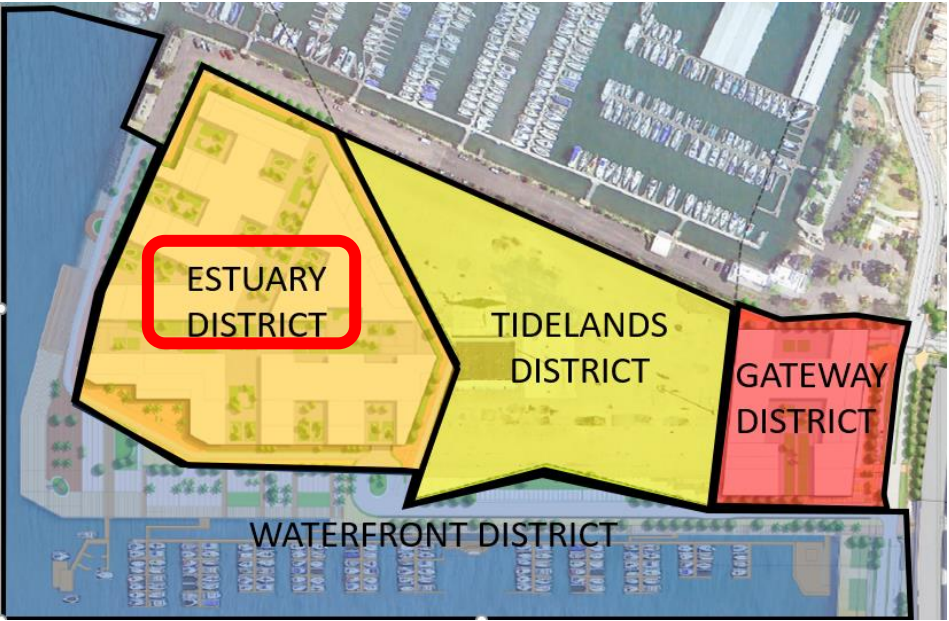 ESTUARY
DISTRICT
TIDELANDS
DISTRICT
GATEWAY
DISTRICT
WATERFRONT DISTRICT